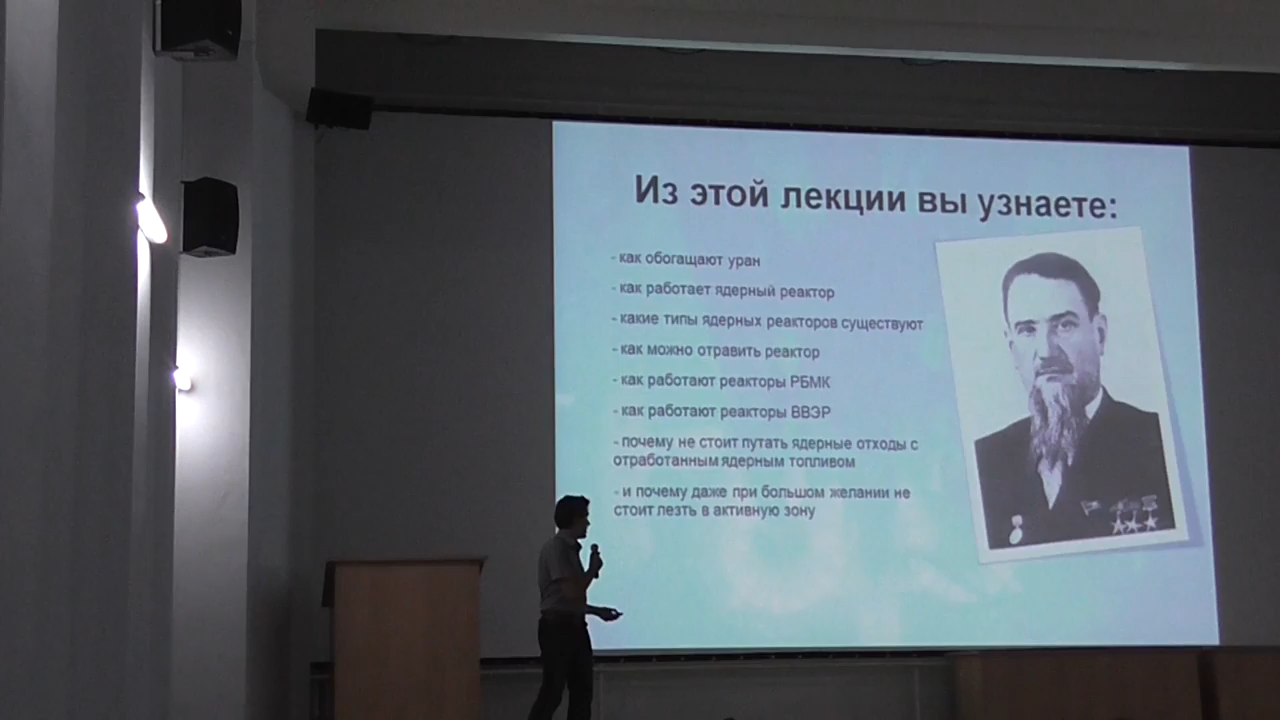 Из этой лекции вы узнаете:
- как обогащают уран
- как работает ядерный реактор
- какие типы ядерных реакторов существуют
- как можно отравить реактор
- как работают реакторы РБМК
- как работают реакторы ВВЭР
- почему не стоит путать ядерные отходы с
отработанным ядерным топливом
- и почему даже при большом желании не
стоит лезть в активную зону